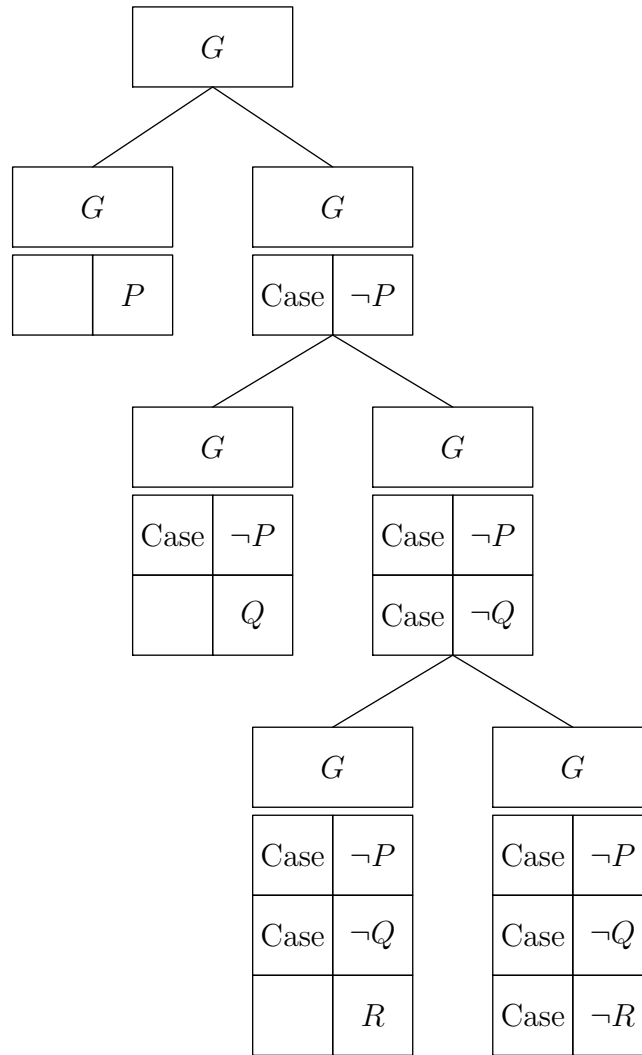 G
G G
P Case ¬P
G G
Case ¬P Case ¬P
Q Case ¬Q
G G
Case ¬P Case ¬P
Case ¬Q Case ¬Q
R Case ¬R